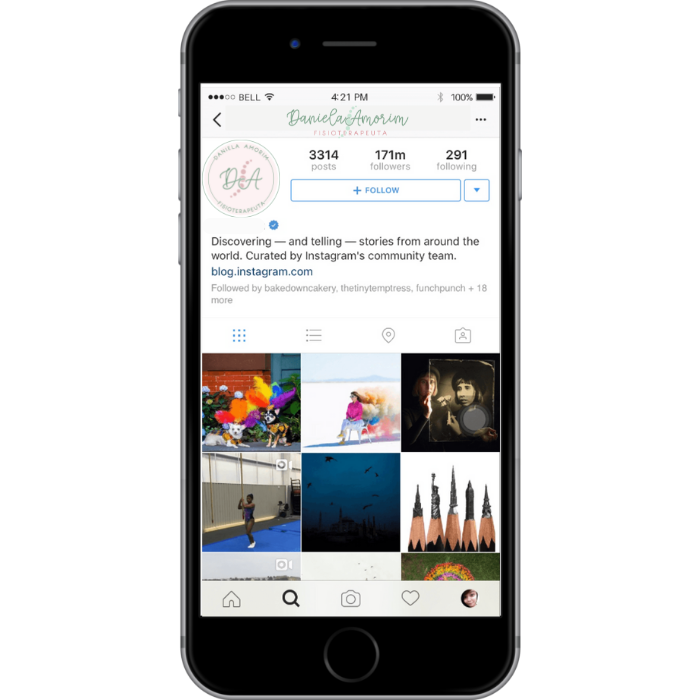 BELL
4:21 PM
100%
Daniela Amorim
FISIOTERAPEUTA
3314
171m
291
posts
followers
following
DANIELA AMORIM
DA
FISIOTERAPEUTA
+ FOLLOW
Discovering — and telling — stories from around the
world. Curated by Instagram's community team.
blog.instagram.com
Followed by bakedowncakery, thetinytemptress, funchpunch + 18
more